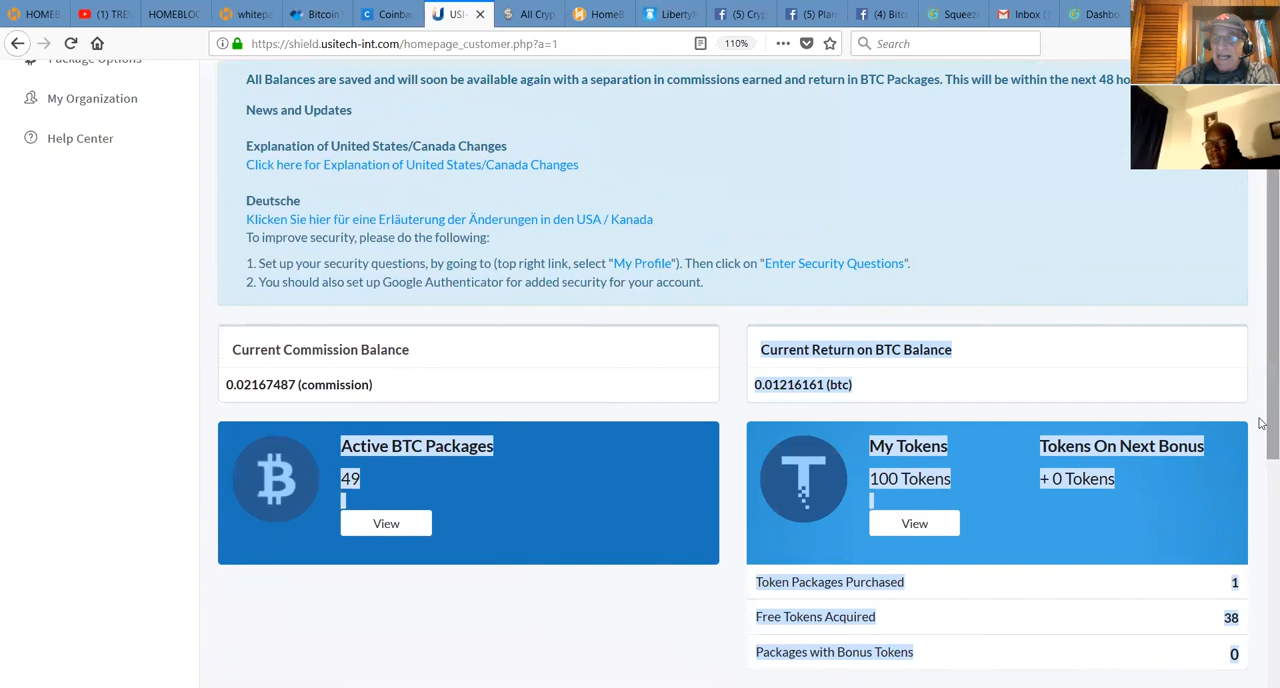 HOMEB
(1) TRE
HOMEBLOC
whitepa
Bitcoin
Coinba
USI-
All Cryp
HomeB
LibertyX
(5) Cryp
(5) Plan
(4) Bitc
Squeeze
Inbox (
Dashbo
https://shield.usitech-int.com/homepage_customer.php?a=1
110%
Search
Package Options
My Organization
Help Center
All Balances are saved and will soon be available again with a separation in commissions earned and return in BTC Packages. This will be within the next 48 ho
News and Updates
Explanation of United States/Canada Changes
Click here for Explanation of United States/Canada Changes
Deutsche
Klicken Sie hier für eine Erläuterung der Änderungen in den USA / Kanada
To improve security, please do the following:
1. Set up your security questions, by going to (top right link, select "My Profile"). Then click on "Enter Security Questions".
2. You should also set up Google Authenticator for added security for your account.
Current Commission Balance
0.02167487 (commission)
Current Return on BTC Balance
0.01216161 (btc)
Active BTC Packages
49
View
My Tokens
100 Tokens
View
Tokens On Next Bonus
+ 0 Tokens
Token Packages Purchased 1
Free Tokens Acquired 38
Packages with Bonus Tokens 0